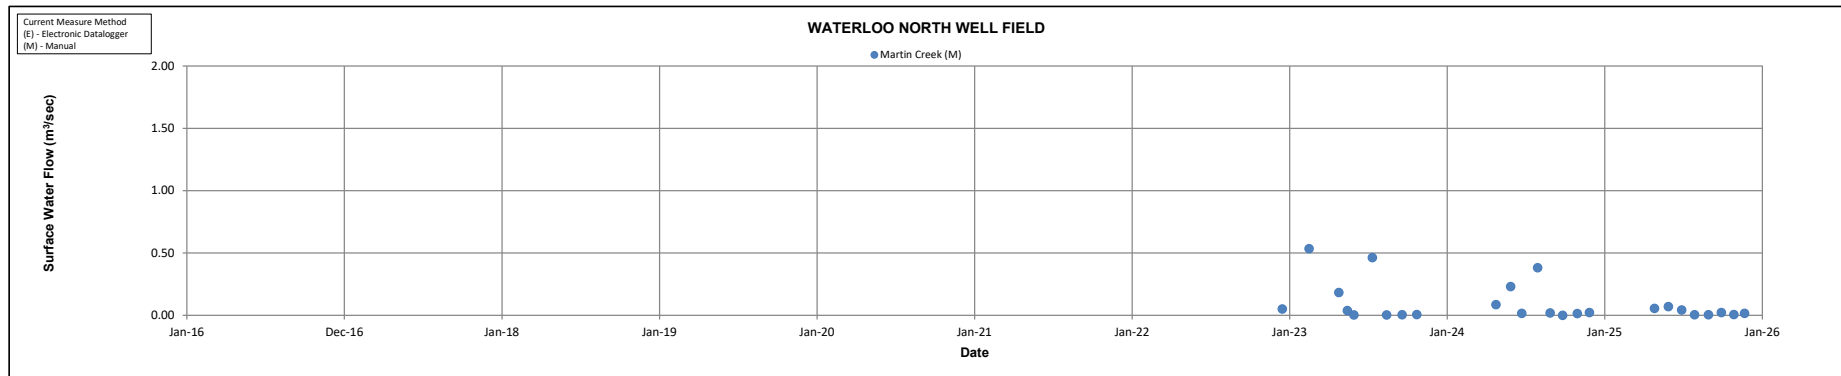 Current Measure Method
(E) - Electronic Datalogger
(M) - Manual
WATERLOO NORTH WELL FIELD
Martin Creek (M)
Surface Water Flow (m³/sec)
2.00
1.50
1.00
0.50
0.00
Jan-16 Dec-16 Jan-18 Jan-19 Jan-20 Jan-21 Jan-22 Jan-23 Jan-24 Jan-25 Jan-26
Date